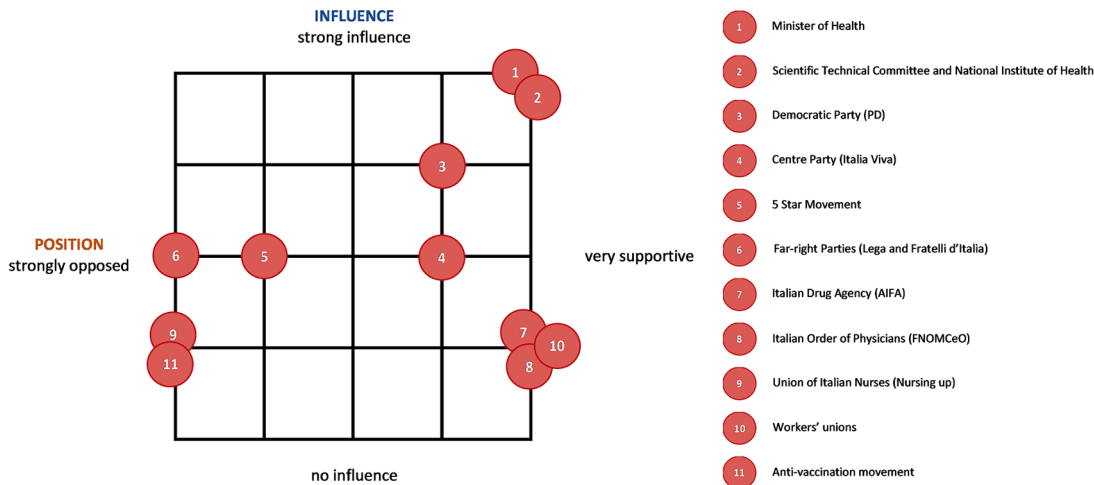 INFLUENCE
strong influence
1
2
3
6
5
4
POSITION
strongly opposed
very supportive
9
7
10
11
8
no influence
1 Minister of Health
2 Scientific Technical Committee and National Institute of Health
3 Democratic Party (PD)
4 Centre Party (Italia Viva)
5 5 Star Movement
6 Far-right Parties (Lega and Fratelli d'Italia)
7 Italian Drug Agency (AIFA)
8 Italian Order of Physicians (FNOMCeO)
9 Union of Italian Nurses (Nursing up)
10 Workers' unions
11 Anti-vaccination movement